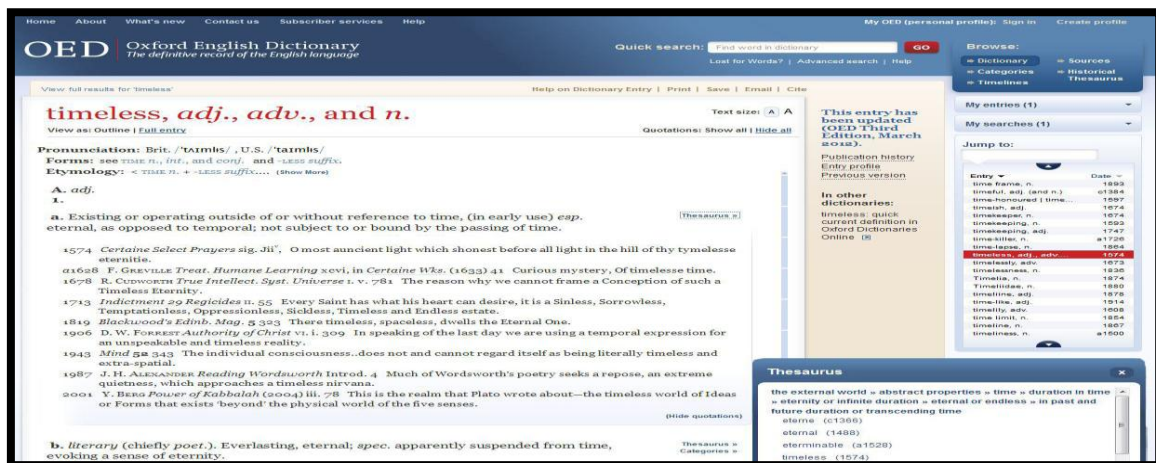 Home About What's new Contact us Subscriber services Help
My OED (personal profile): Sign in Create profile
OED Oxford English Dictionary
The definitive record of the English language
Quick search: Find word in dictionary GO
Lost for Words? | Advanced search | Help
Browse:
Dictionary Sources
Categories Historical Thesaurus
Timelines
View full results for 'timeless'
Help on Dictionary Entry | Print | Save | Email | Cite
timeless, adj., adv., and n.
Text size: A A
View as: Outline | Full entry
Quotations: Show all | Hide all
Pronunciation: Brit. /ˈtʌɪmlɪs/ , U.S. /ˈtaɪmlɪs/
Forms: see TIME n., int., and conj. and -LESS suffix.
Etymology: < TIME n. + -LESS suffix.... (Show More)
A. adj.
1.
a. Existing or operating outside of or without reference to time, (in early use) esp.
eternal, as opposed to temporal; not subject to or bound by the passing of time.
Thesaurus »
1574 Certaine Select Prayers sig. Jii, O most auncient light which shonest before all light in the hill of thy tymelesse
eternitie.
a1628 F. GREVILLE Treat. Humane Learning xcvi, in Certaine Wks. (1633) 41 Curious mystery, Of timelesse time.
1678 R. CUDWORTH True Intellect. Syst. Universe I. v. 781 The reason why we cannot frame a Conception of such a
Timeless Eternity.
1713 Indictment 29 Regicides II. 55 Every Saint has what his heart can desire, it is a Sinless, Sorrowless,
Temptationless, Oppressionless, Sickless, Timeless and Endless estate.
1819 Blackwood's Edinb. Mag. 5 323 There timeless, spaceless, dwells the Eternal One.
1906 D. W. FORREST Authority of Christ VI. i. 309 In speaking of the last day we are using a temporal expression for
an unspeakable and timeless reality.
1943 Mind 52 343 The individual consciousness..does not and cannot regard itself as being literally timeless and
extra-spatial.
1987 J. H. ALEXANDER Reading Wordsworth Introd. 4 Much of Wordsworth's poetry seeks a repose, an extreme
quietness, which approaches a timeless nirvana.
2001 Y. BERG Power of Kabbalah (2004) iii. 78 This is the realm that Plato wrote about—the timeless world of Ideas
or Forms that exists 'beyond' the physical world of the five senses.
(Hide quotations)
b. literary (chiefly poet.). Everlasting, eternal; spec. apparently suspended from time,
evoking a sense of eternity.
Thesaurus »
Categories »
This entry has
been updated
(OED Third
Edition, March
2012).
Publication history
Entry profile
Previous version
In other
dictionaries:
timeless: quick
current definition in
Oxford Dictionaries
Online
My entries (1)
My searches (1)
Jump to:
Entry Date
time frame, n. 1893
timeful, adj. (and n.) c1384
time-honoured | time... 1597
timeish, adj. 1674
timekeeper, n. 1674
timekeeping, n. 1593
timekeeping, adj. 1747
time-killer, n. a1726
time-lapse, n. 1864
timeless, adj., adv.... 1574
timelessly, adv. 1673
timelessness, n. 1836
Timelia, n. 1874
Timeliidae, n. 1880
timeliine, adj. 1878
time-like, adj. 1914
timelily, adv. 1608
time limit, n. 1854
timeline, n. 1867
timeliness, n. a1500
Thesaurus
the external world » abstract properties » time » duration in time
» eternity or infinite duration » eternal or endless » in past and
future duration or transcending time
eterne (c1366)
eternal (1488)
eterminable (a1529)
timeless (1574)